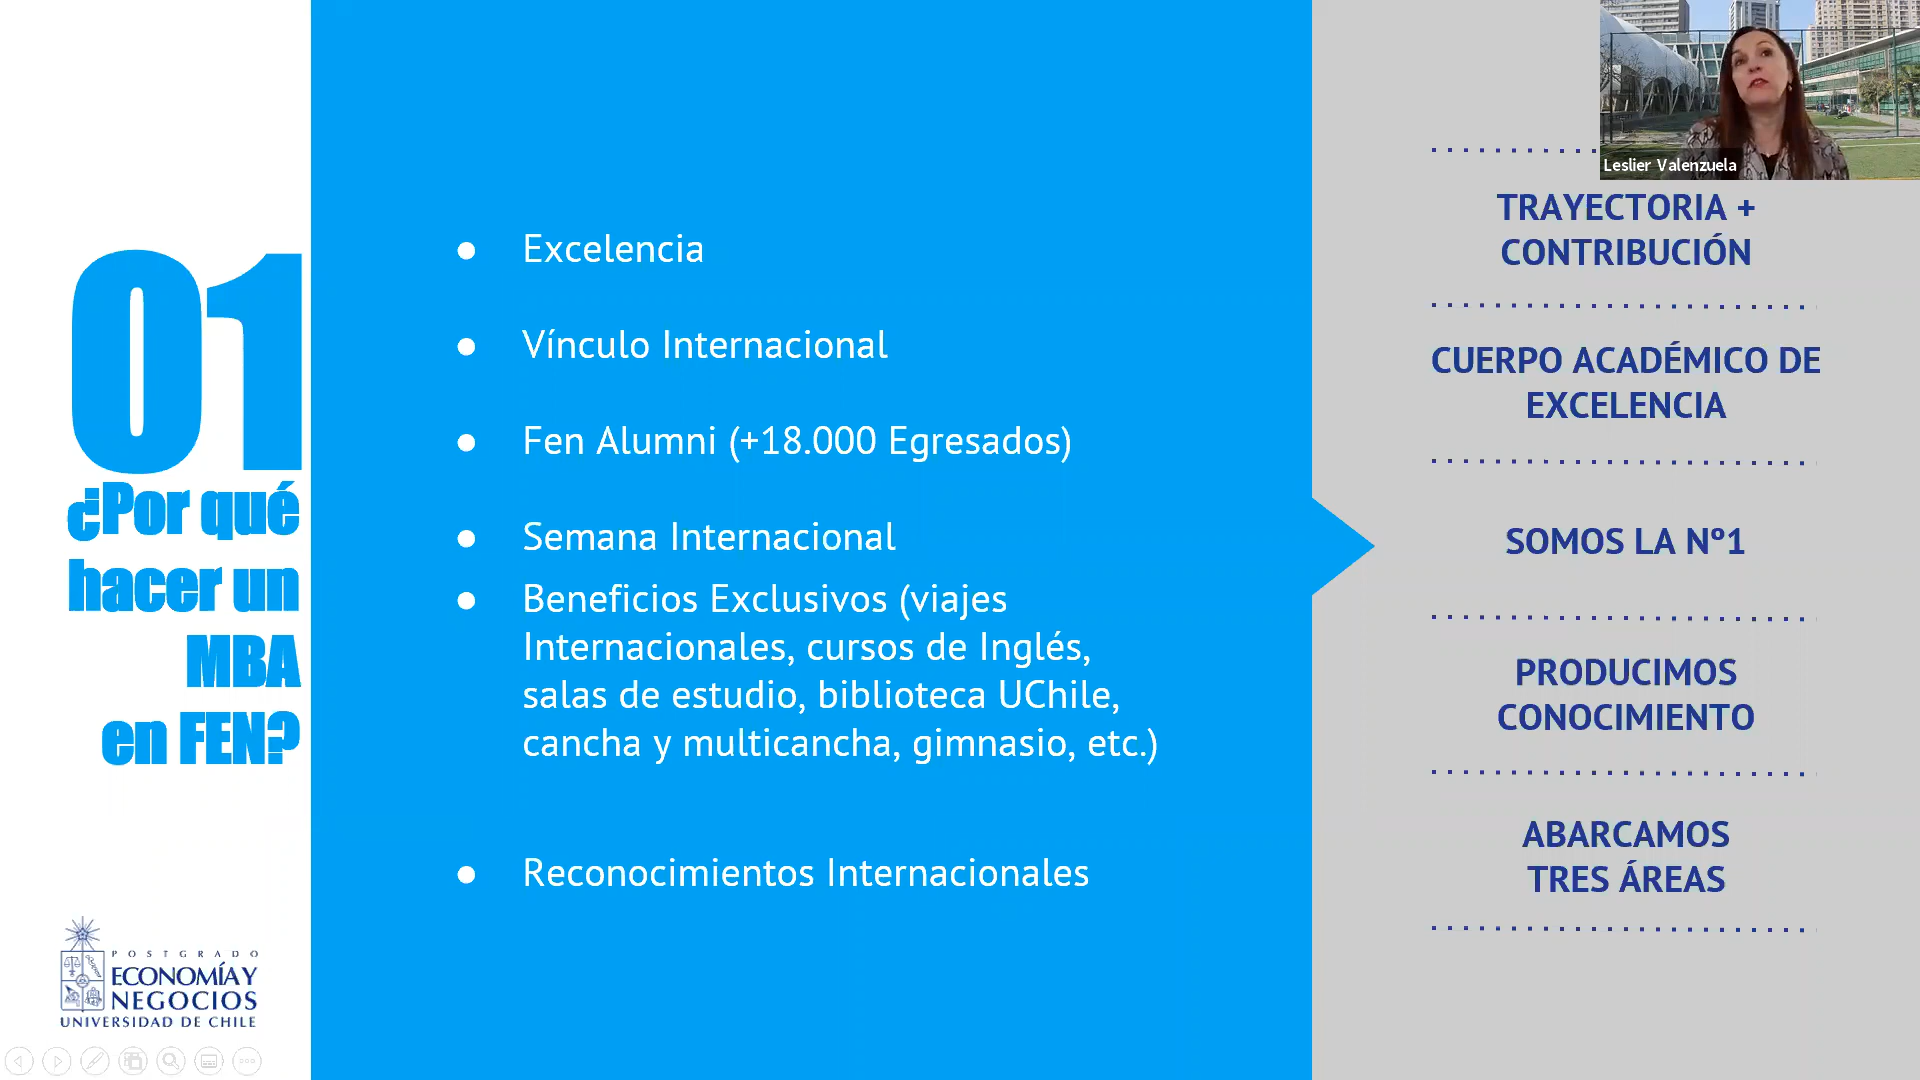 01
¿Por qué
hacer un
MBA
en FEN?
POSTGRADO
ECONOMÍA Y
NEGOCIOS
UNIVERSIDAD DE CHILE
● Excelencia
● Vínculo Internacional
● Fen Alumni (+18.000 Egresados)
● Semana Internacional
● Beneficios Exclusivos (viajes
Internacionales, cursos de Inglés,
salas de estudio, biblioteca UChile,
cancha y multicancha, gimnasio, etc.)
● Reconocimientos Internacionales
Leslier Valenzuela
TRAYECTORIA +
CONTRIBUCIÓN
CUERPO ACADÉMICO DE
EXCELENCIA
SOMOS LA Nº1
PRODUCIMOS
CONOCIMIENTO
ABARCAMOS
TRES ÁREAS